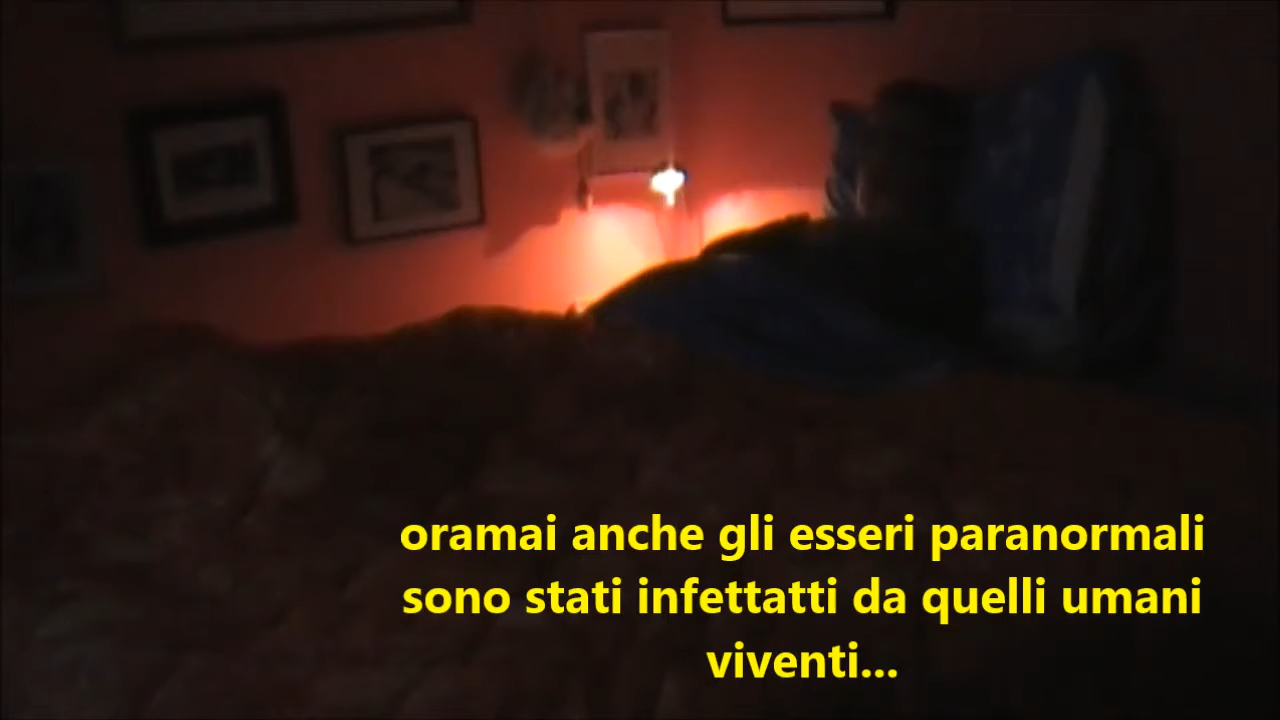 oramai anche gli esseri paranormali
sono stati infettatti da quelli umani
viventi...